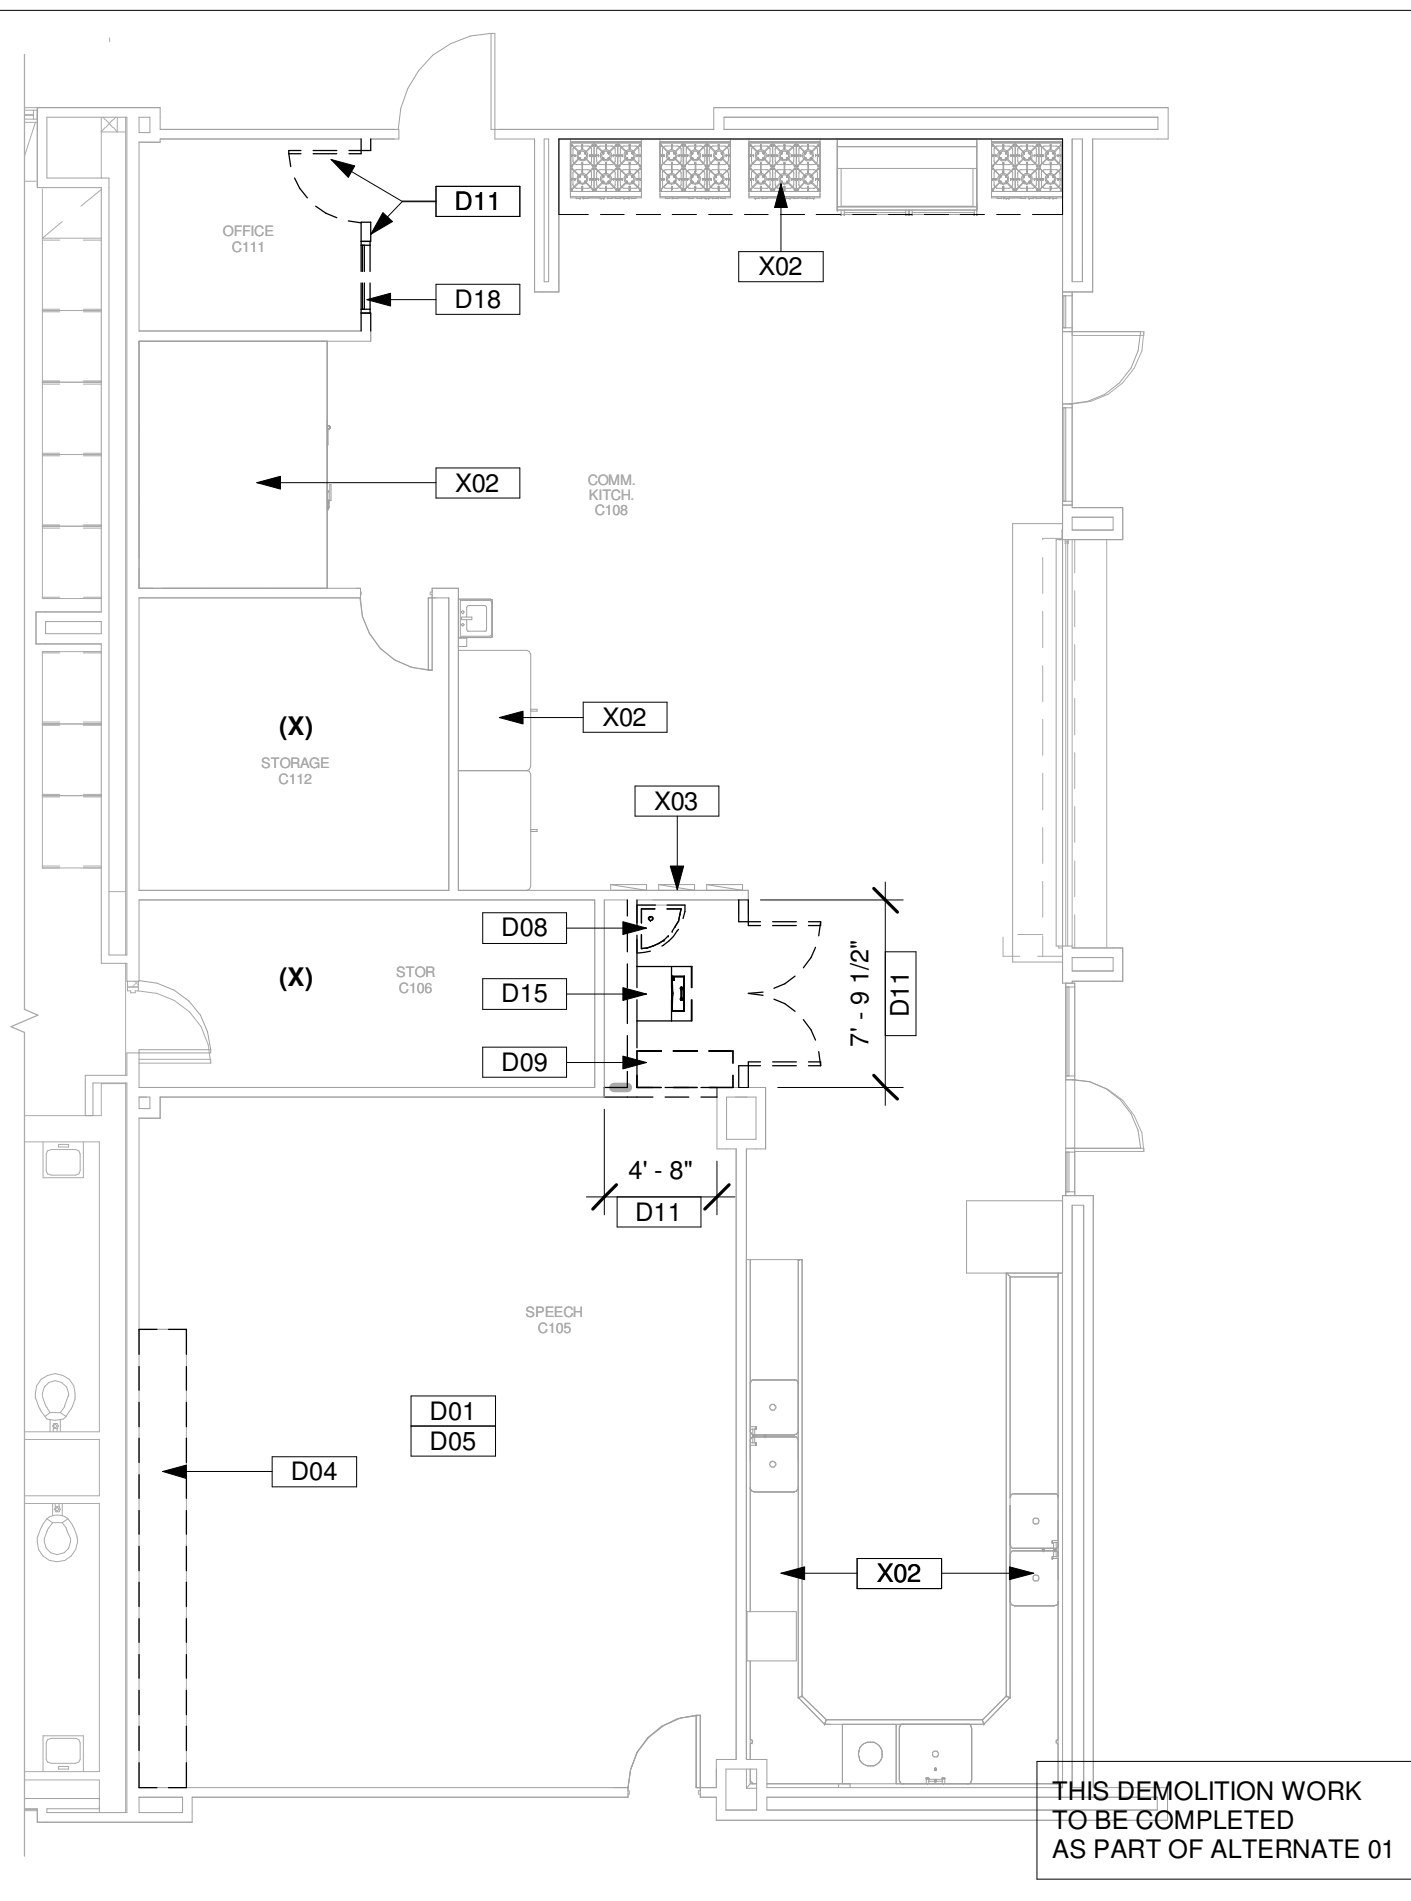 D11
OFFICE
C111
X02
D18
X02
COMM.
KITCH.
C108
(X)
STORAGE
C112
X02
X03
D08
(X)
STOR
C106
D15
D09
7' - 9 1/2"
D11
4' - 8"
D11
SPEECH
C105
D01
D05
D04
X02
THIS DEMOLITION WORK
TO BE COMPLETED
AS PART OF ALTERNATE 01